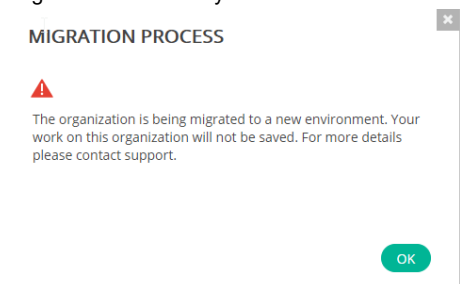 MIGRATION PROCESS
The organization is being migrated to a new environment. Your
work on this organization will not be saved. For more details
please contact support.
OK